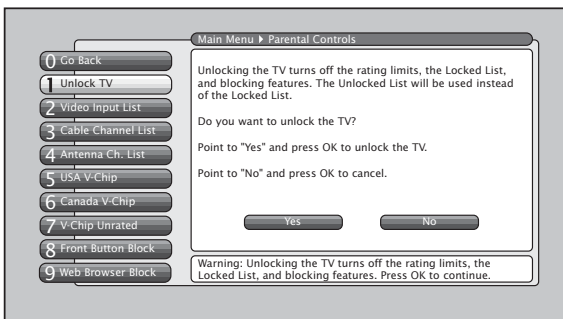 Main Menu ▶ Parental Controls
0 Go Back
1 Unlock TV
2 Video Input List
3 Cable Channel List
4 Antenna Ch. List
5 USA V-Chip
6 Canada V-Chip
7 V-Chip Unrated
8 Front Button Block
9 Web Browser Block
Unlocking the TV turns off the rating limits, the Locked List,
and blocking features. The Unlocked List will be used instead
of the Locked List.
Do you want to unlock the TV?
Point to "Yes" and press OK to unlock the TV.
Point to "No" and press OK to cancel.
Yes No
Warning: Unlocking the TV turns off the rating limits, the
Locked List, and blocking features. Press OK to continue.